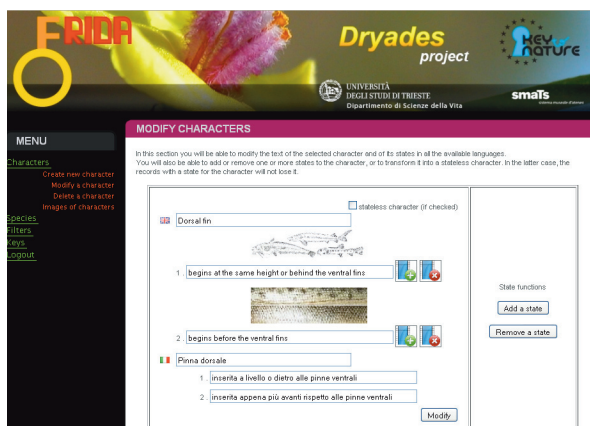 FRIDA
Dryades
project
KEY
TO
NATURE
UNIVERSITÀ
DEGLI STUDI DI TRIESTE
Dipartimento di Scienze della Vita
smaTs
MENU
Characters
Create new character
Modify a character
Delete a character
Images of characters
Species
Filters
Keys
Logout
MODIFY CHARACTERS
In this section you will be able to modify the text of the selected character and of its states in all the available languages.
You will also be able to add or remove one or more states to the character, or to transform it into a stateless character. In the latter case, the
records with a state for the character will not lose it.
stateless character (if checked)
Dorsal fin
1. begins at the same height or behind the ventral fins
2. begins before the ventral fins
Pinna dorsale
1. inserita a livello o dietro alle pinne ventrali
2. inserita appena più avanti rispetto alle pinne ventrali
Modify
State functions
Add a state
Remove a state